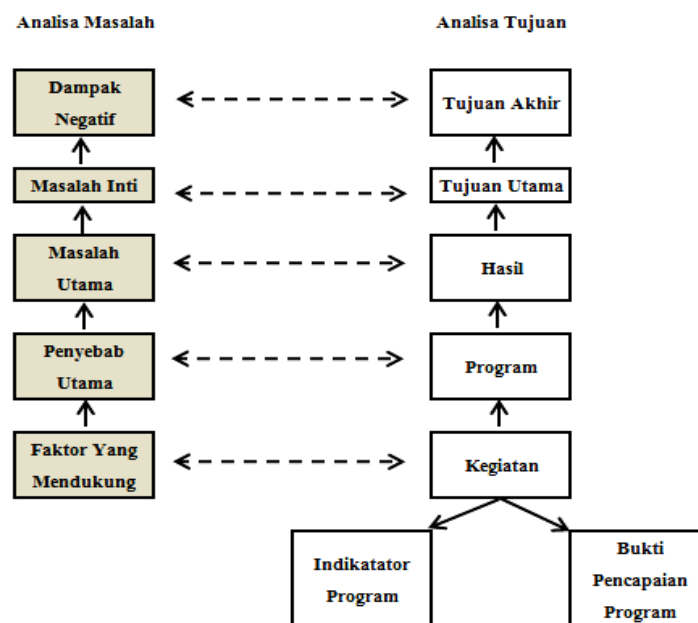 Analisa Masalah
Analisa Tujuan
Dampak
Negatif
Tujuan Akhir
Masalah Inti
Tujuan Utama
Masalah
Utama
Hasil
Penyebab
Utama
Program
Faktor Yang
Mendukung
Kegiatan
Indikatator
Program
Bukti
Pencapaian
Program